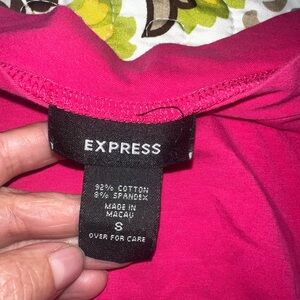 EXPRESS
92% COTTON
8% SPANDEX
MADE IN
MACAU
S
OVER FOR CARE